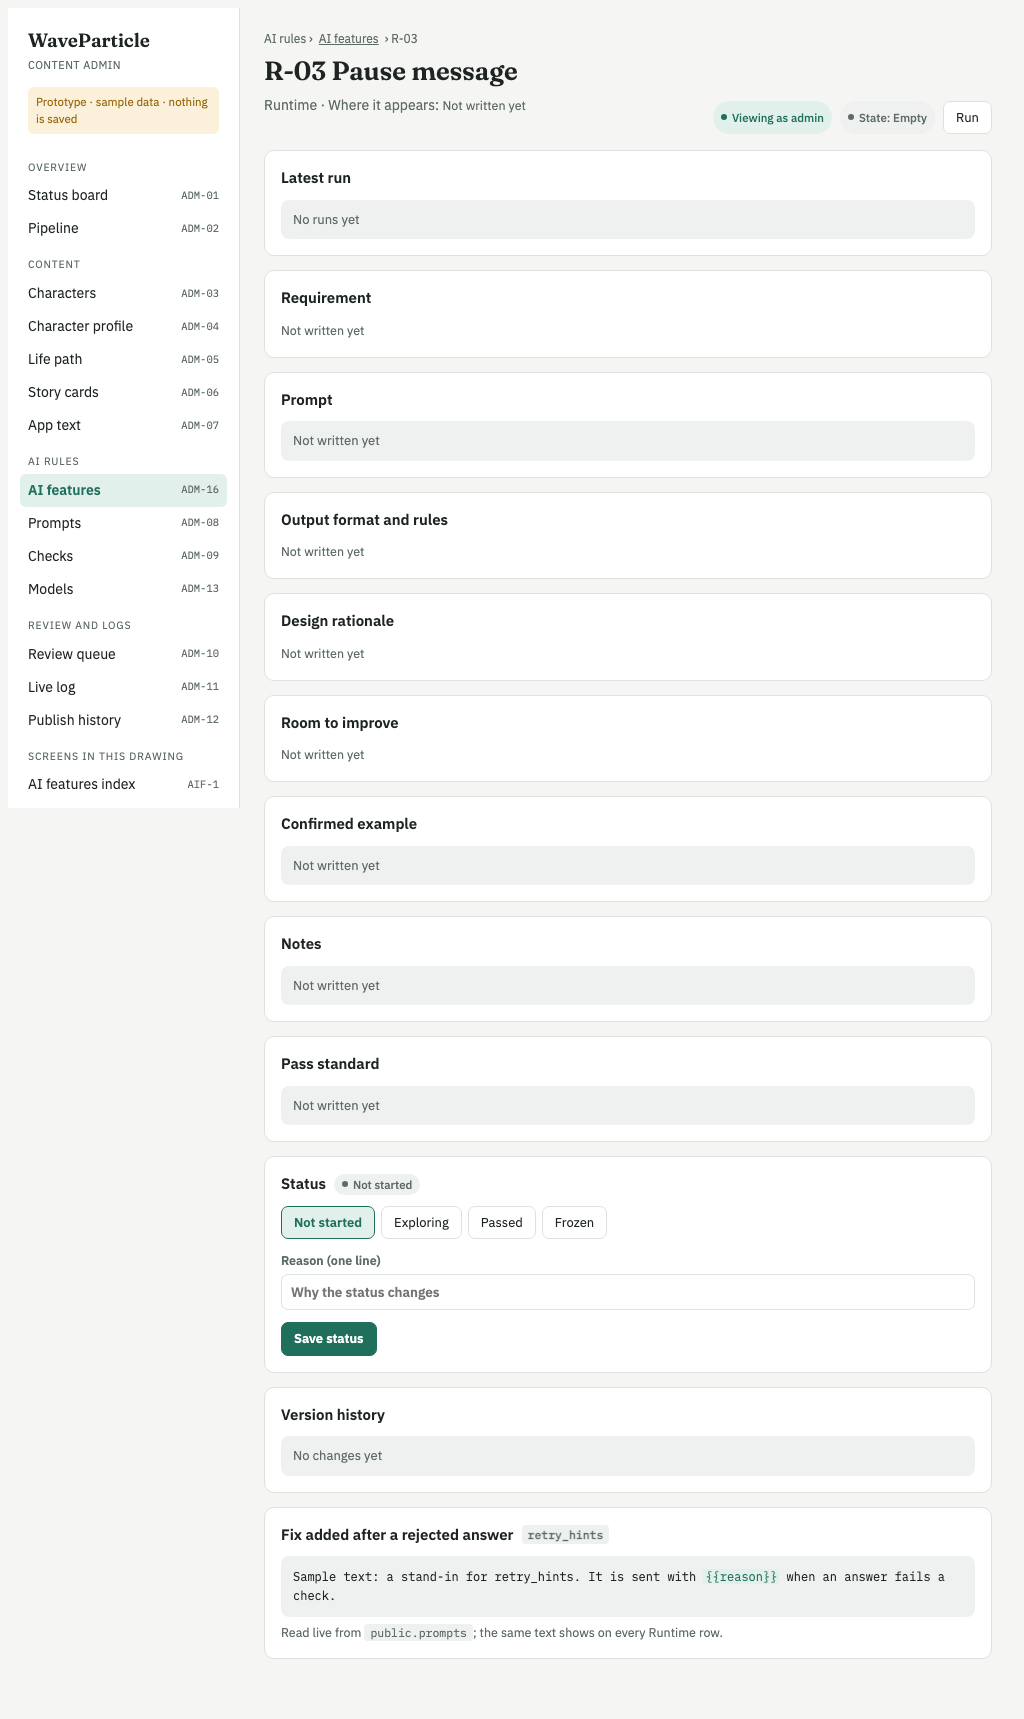 WaveParticle
CONTENT ADMIN
Prototype · sample data · nothing
is saved
OVERVIEW
Status board ADM-01
Pipeline ADM-02
CONTENT
Characters ADM-03
Character profile ADM-04
Life path ADM-05
Story cards ADM-06
App text ADM-07
AI RULES
AI features ADM-16
Prompts ADM-08
Checks ADM-09
Models ADM-13
REVIEW AND LOGS
Review queue ADM-10
Live log ADM-11
Publish history ADM-12
SCREENS IN THIS DRAWING
AI features index AIF-1
AI rules › AI features › R-03
R-03 Pause message
Runtime · Where it appears: Not written yet
Viewing as admin
State: Empty
Run
Latest run
No runs yet
Requirement
Not written yet
Prompt
Not written yet
Output format and rules
Not written yet
Design rationale
Not written yet
Room to improve
Not written yet
Confirmed example
Not written yet
Notes
Not written yet
Pass standard
Not written yet
Status Not started
Not started Exploring Passed Frozen
Reason (one line)
Why the status changes
Save status
Version history
No changes yet
Fix added after a rejected answer retry_hints
Sample text: a stand-in for retry_hints. It is sent with {{reason}} when an answer fails a
check.
Read live from public.prompts; the same text shows on every Runtime row.